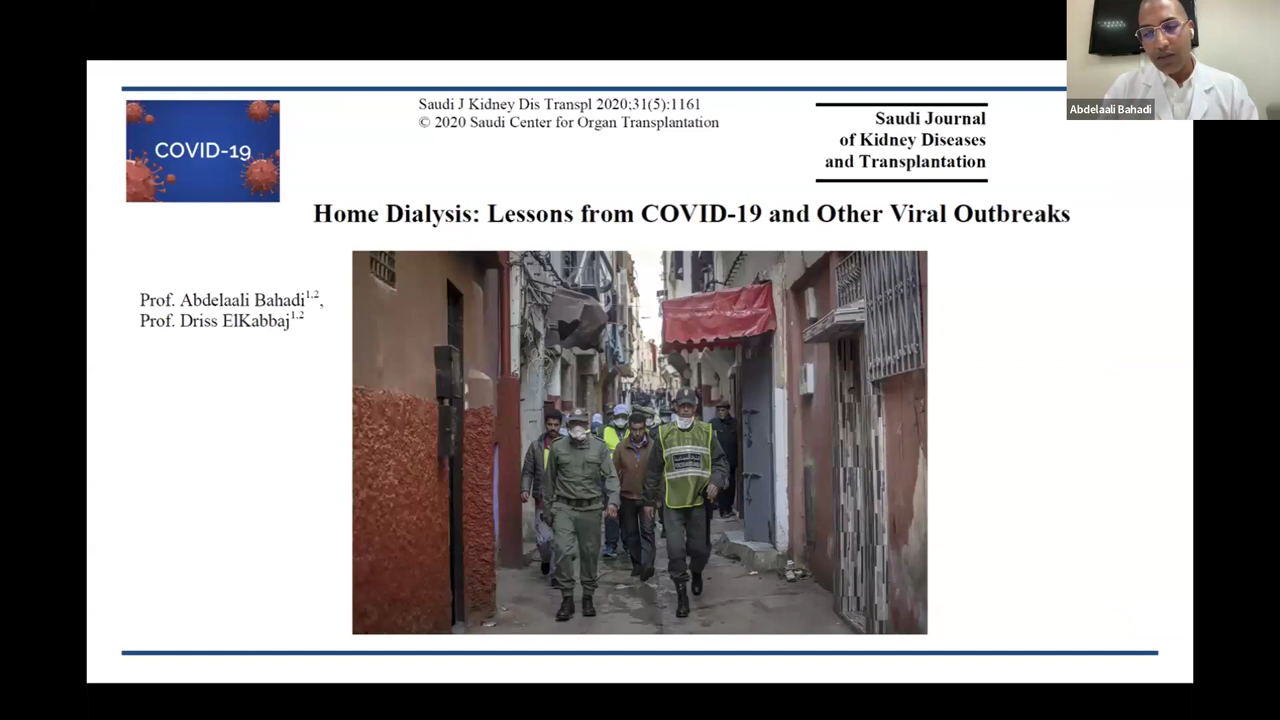 Abdelaali Bahadi
COVID-19
Saudi J Kidney Dis Transpl 2020;31(5):1161
© 2020 Saudi Center for Organ Transplantation
Saudi Journal
of Kidney Diseases
and Transplantation
Home Dialysis: Lessons from COVID-19 and Other Viral Outbreaks
Prof. Abdelaali Bahadi1,2,
Prof. Driss ElKabbaj1,2